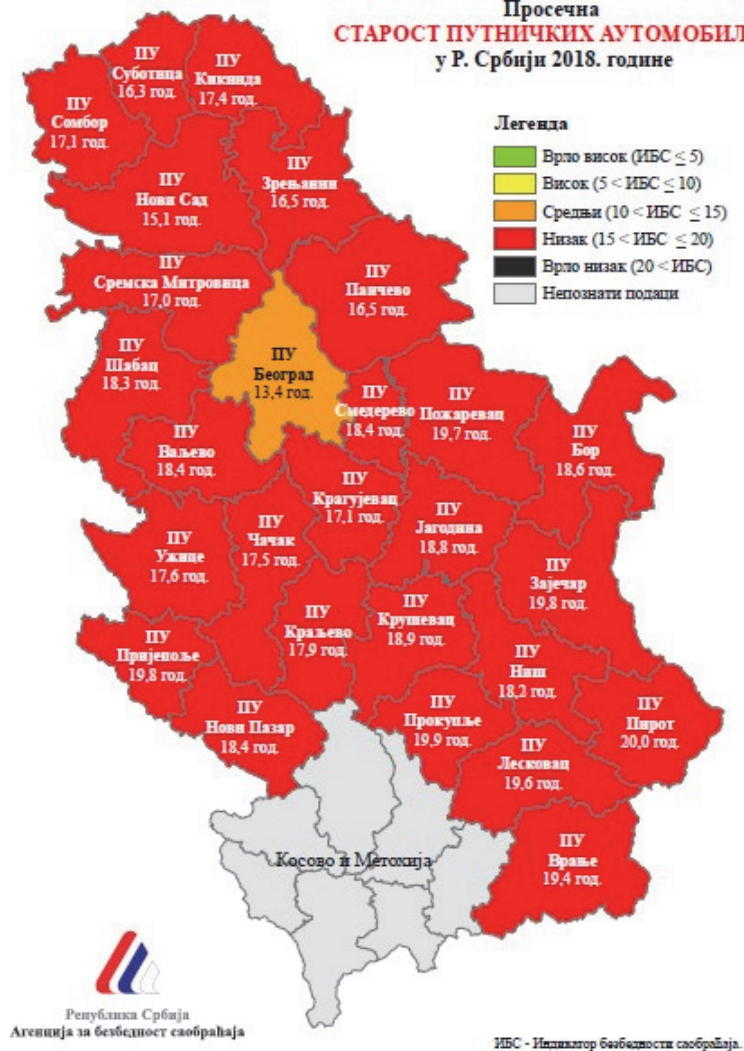 Просечна
СТАРОСТ ПУТНИЧКИХ АУТОМОБИЛ
у Р. Србији 2018. године
Легенда
Врло висок (ИБС ≤ 5)
Висок (5 < ИБС ≤ 10)
Средњи (10 < ИБС ≤ 15)
Низак (15 < ИБС ≤ 20)
Врло низак (20 < ИБС)
Непознати подаци
ПУ
Суботица
16,3 год.
ПУ
Кикинда
17,4 год.
ПУ
Сомбор
17,1 год.
ПУ
Зрењанин
16,5 год.
ПУ
Нови Сад
15,1 год.
ПУ
Сремска Митровица
17,0 год.
ПУ
Панчево
16,5 год.
ПУ
Шабац
18,3 год.
ПУ
Београд
13,4 год.
ПУ
Смедерево
18,4 год.
ПУ
Пожаревац
19,7 год.
ПУ
Бор
18,6 год.
ПУ
Ваљево
18,4 год.
ПУ
Крагујевац
17,1 год.
ПУ
Јагодина
18,8 год.
ПУ
Чачак
17,5 год.
ПУ
Ужице
17,6 год.
ПУ
Зајечар
19,8 год.
ПУ
Краљево
17,9 год.
ПУ
Крушевац
18,9 год.
ПУ
Пријепоље
19,8 год.
ПУ
Ниш
18,2 год.
ПУ
Нови Пазар
18,4 год.
ПУ
Прокупље
19,9 год.
ПУ
Пирот
20,0 год.
ПУ
Лесковац
19,6 год.
ПУ
Врање
19,4 год.
Косово и Метохија
Република Србија
Агенција за безбедност саобраћаја
ИБС - Индикатор безбедности саобраћаја.